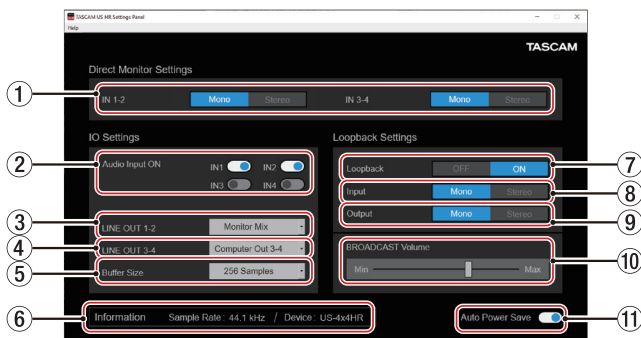 TASCAM US-HR Settings Panel
Help
TASCAM
Direct Monitor Settings
① IN 1-2 Mono Stereo IN 3-4 Mono Stereo
IO Settings
② Audio Input ON IN1 IN2
IN3 IN4
③ LINE OUT 1-2 Monitor Mix
④ LINE OUT 3-4 Computer Out 3-4
⑤ Buffer Size 256 Samples
Loopback Settings
Loopback OFF ON ⑦
Input Mono Stereo ⑧
Output Mono Stereo ⑨
BROADCAST Volume
Min Max ⑩
⑥ Information Sample Rate: 44.1 kHz / Device: US-4x4HR
Auto Power Save ⑪